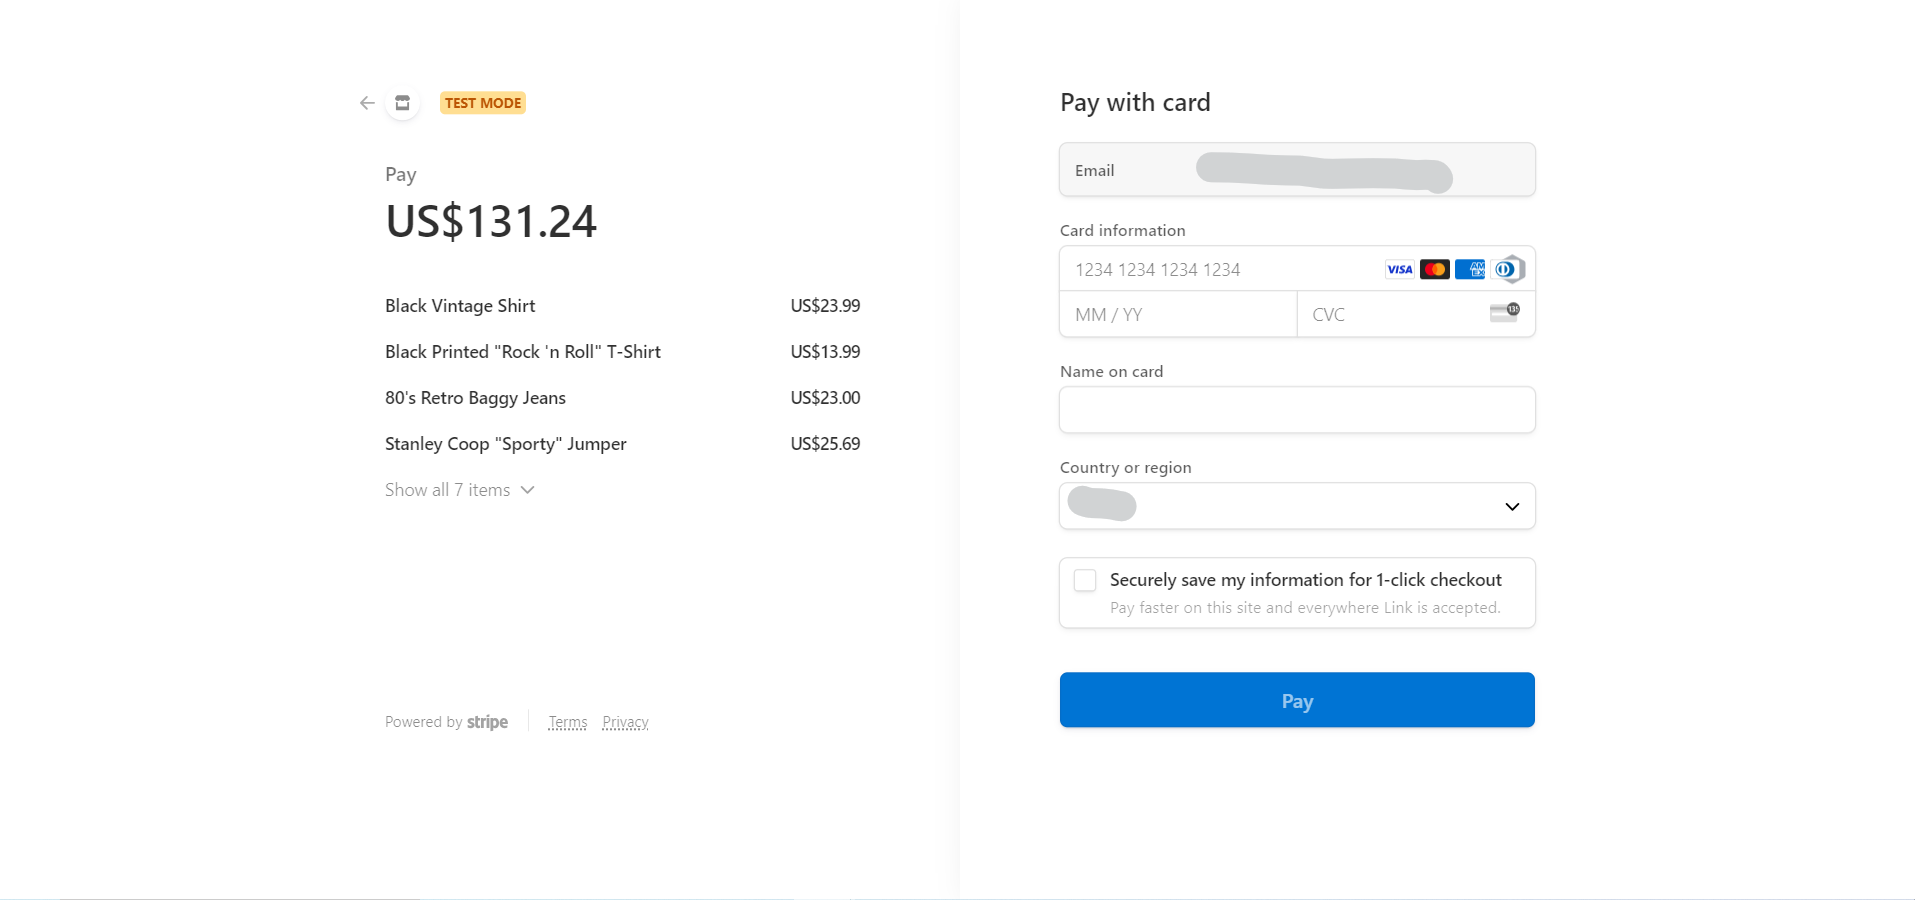 TEST MODE
Pay
US$131.24
Black Vintage Shirt US$23.99
Black Printed "Rock 'n Roll" T-Shirt US$13.99
80's Retro Baggy Jeans US$23.00
Stanley Coop "Sporty" Jumper US$25.69
Show all 7 items
Powered by stripe Terms Privacy
Pay with card
Email
Card information
1234 1234 1234 1234 VISA AMEX
MM / YY CVC 135
Name on card
Country or region
Securely save my information for 1-click checkout
Pay faster on this site and everywhere Link is accepted.
Pay